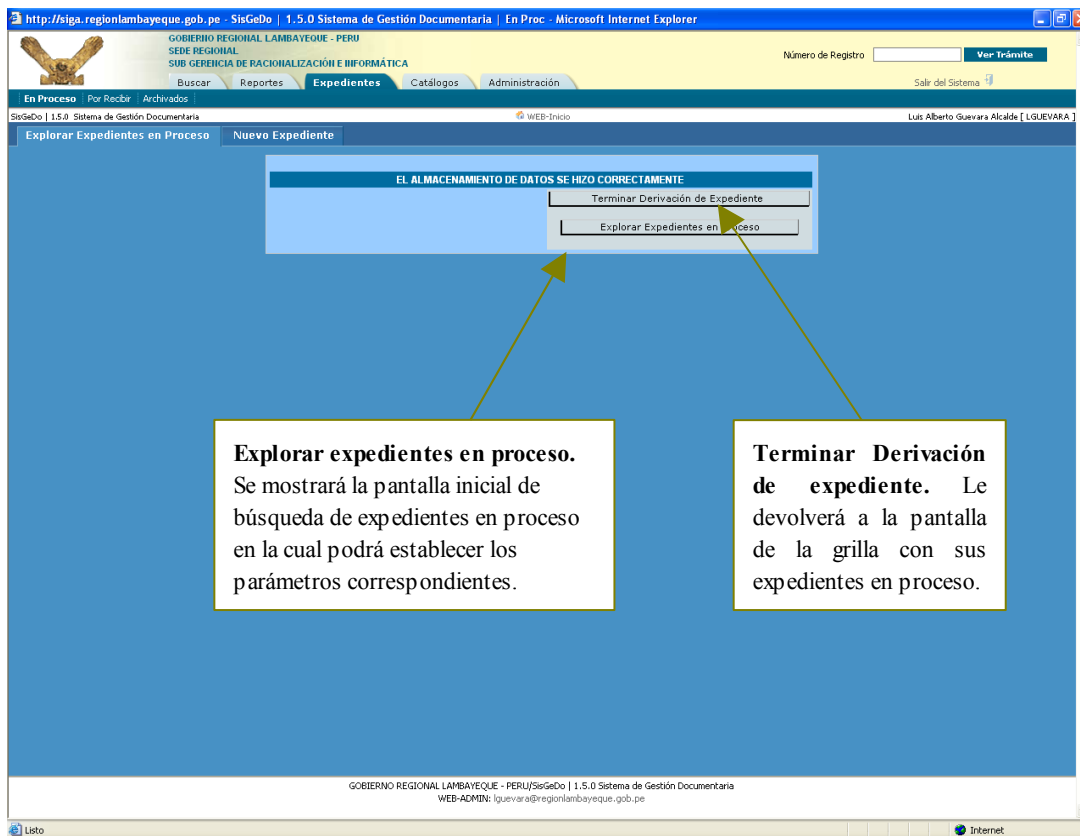 http://siga.regionlambayeque.gob.pe - SisGeDo | 1.5.0 Sistema de Gestión Documentaria | En Proc - Microsoft Internet Explorer
GOBIERNO REGIONAL LAMBAYEQUE - PERU
SEDE REGIONAL
SUB GERENCIA DE RACIONALIZACIÓN E INFORMÁTICA
Número de Registro Ver Trámite
Buscar Reportes Expedientes Catálogos Administración Salir del Sistema
En Proceso Por Recibir Archivados
SisGeDo | 1.5.0 Sistema de Gestión Documentaria WEB-Inicio Luis Alberto Guevara Alcalde [ LGUEVARA ]
Explorar Expedientes en Proceso Nuevo Expediente
EL ALMACENAMIENTO DE DATOS SE HIZO CORRECTAMENTE
Terminar Derivación de Expediente
Explorar Expedientes en Proceso
Explorar expedientes en proceso.
Se mostrará la pantalla inicial de
búsqueda de expedientes en proceso
en la cual podrá establecer los
parámetros correspondientes.
Terminar Derivación
de expediente. Le
devolverá a la pantalla
de la grilla con sus
expedientes en proceso.
GOBIERNO REGIONAL LAMBAYEQUE - PERU/SisGeDo | 1.5.0 Sistema de Gestión Documentaria
WEB-ADMIN: lguevara@regionlambayeque.gob.pe
Listo Internet